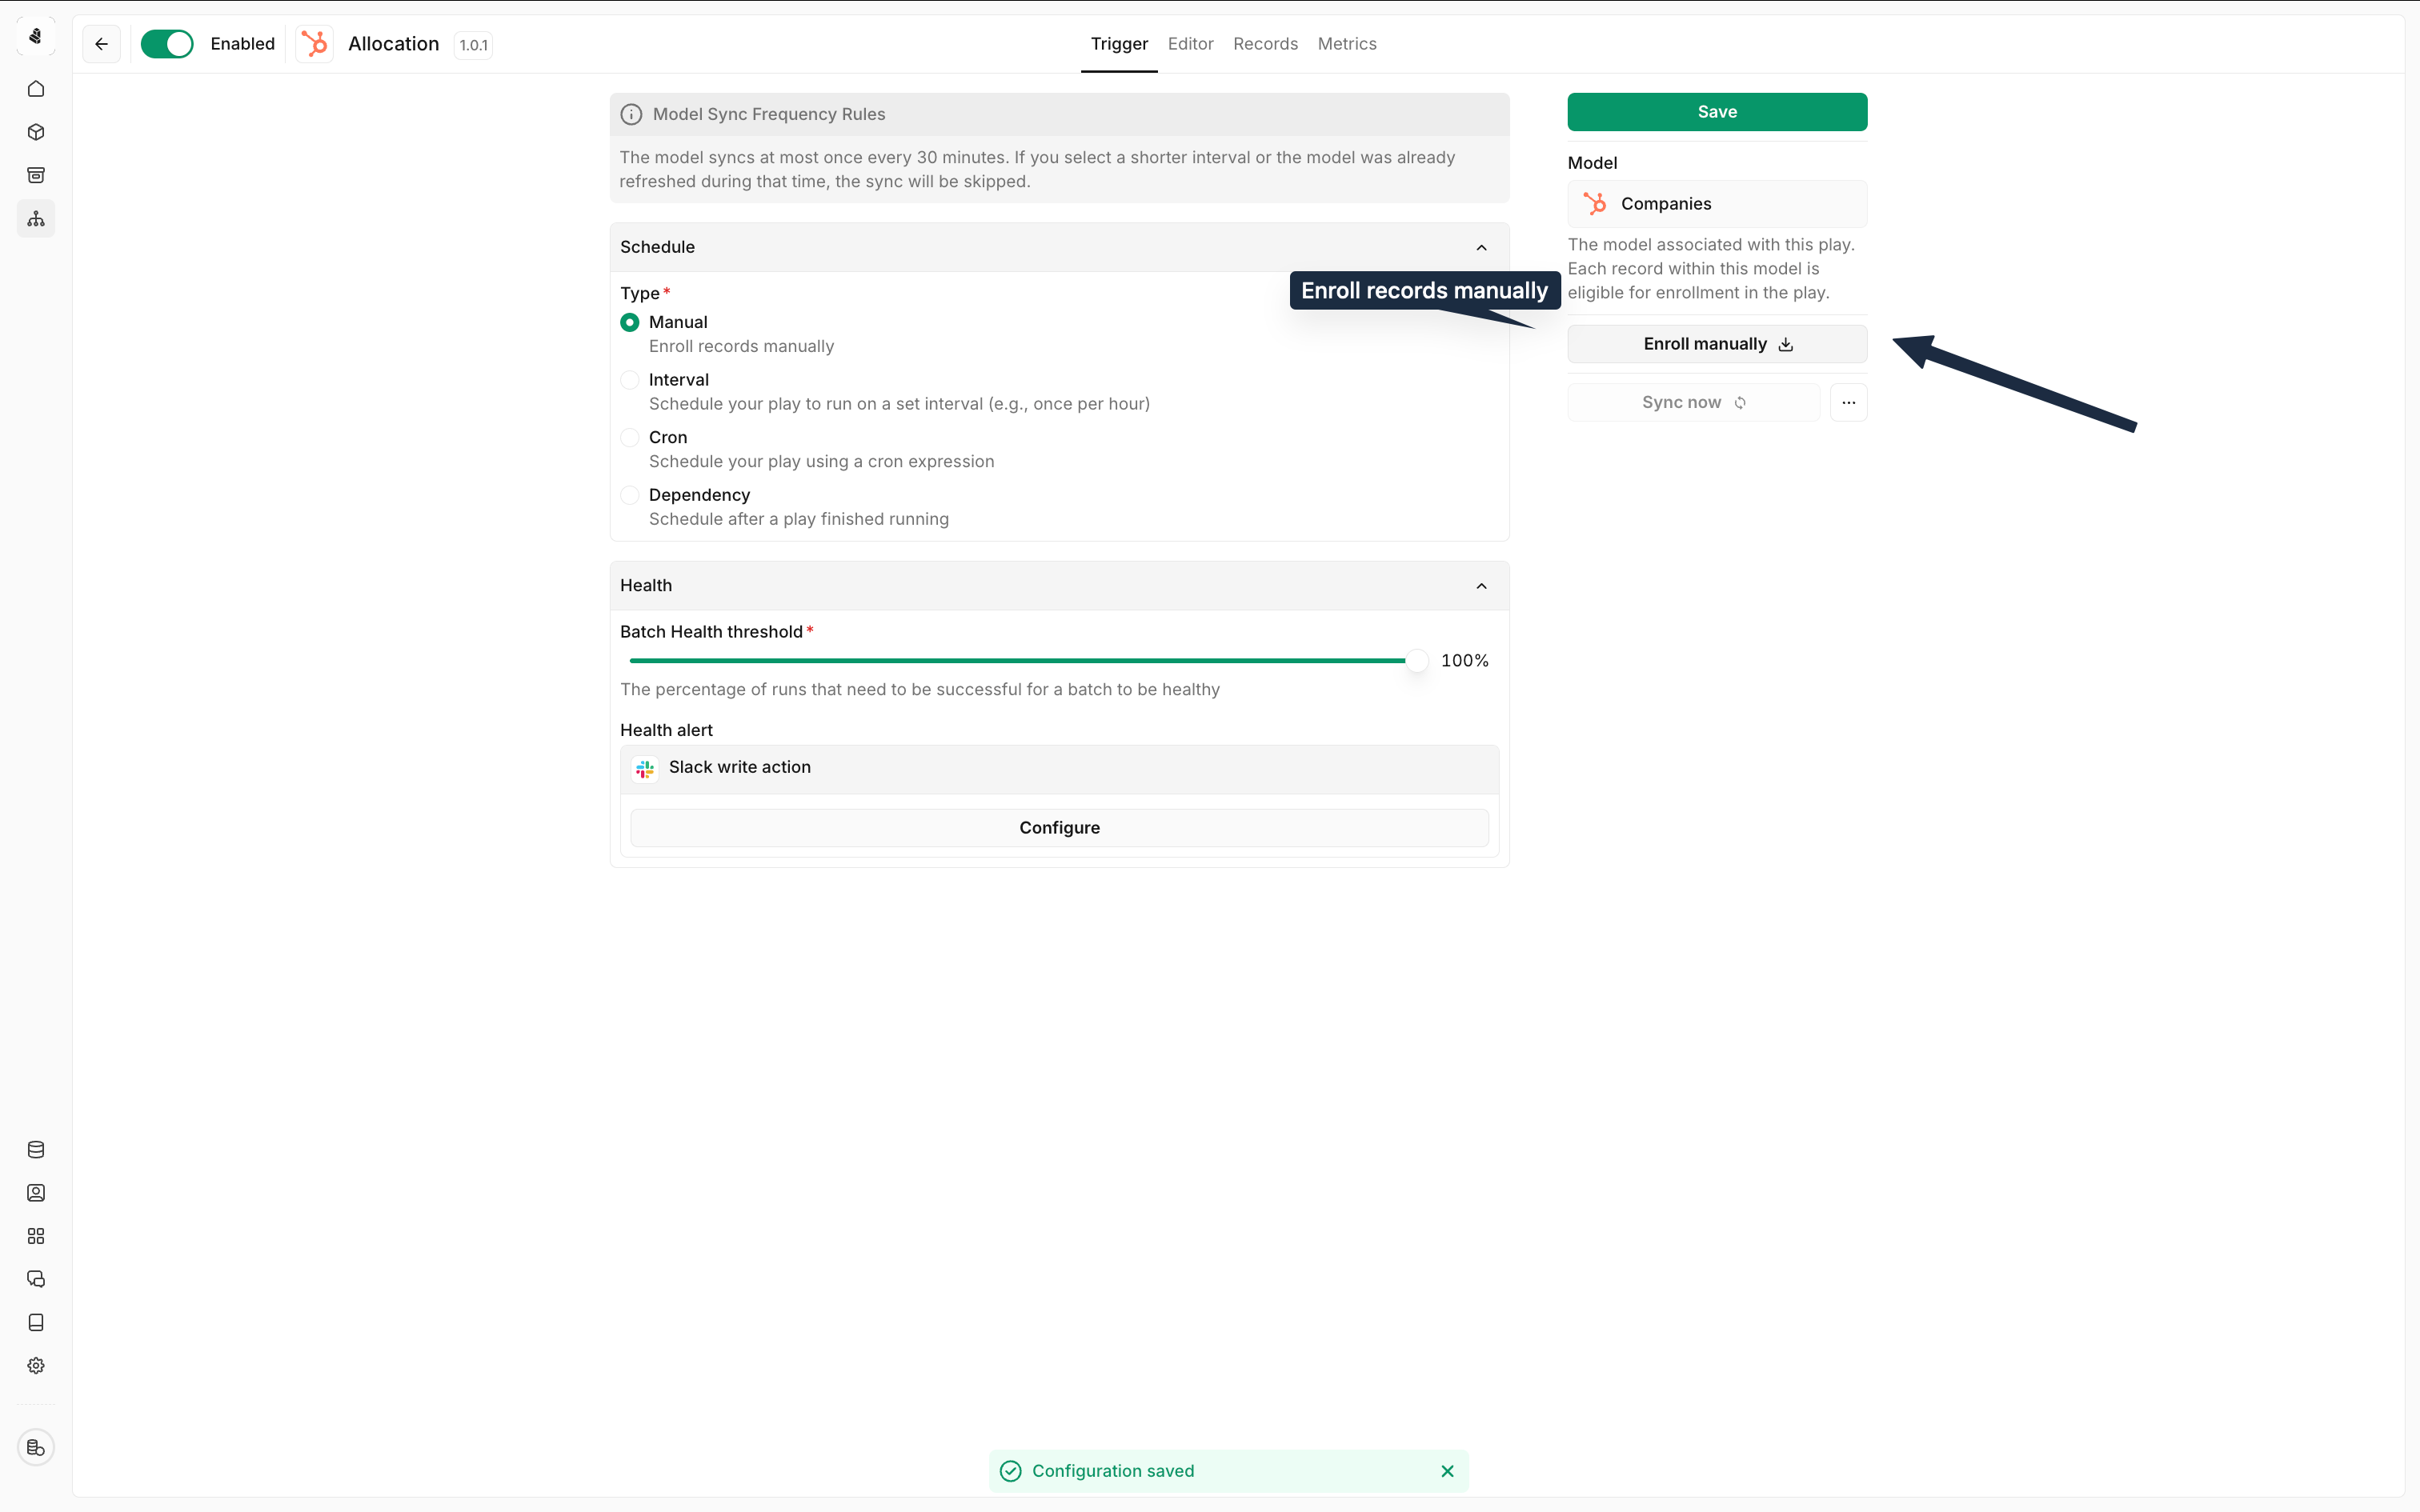 Enabled
Allocation
1.0.1
Trigger
Editor
Records
Metrics
Model Sync Frequency Rules
The model syncs at most once every 30 minutes. If you select a shorter interval or the model was already
refreshed during that time, the sync will be skipped.
Schedule
Type*
Manual
Enroll records manually
Interval
Schedule your play to run on a set interval (e.g., once per hour)
Cron
Schedule your play using a cron expression
Dependency
Schedule after a play finished running
Health
Batch Health threshold*
100%
The percentage of runs that need to be successful for a batch to be healthy
Health alert
Slack write action
Configure
Save
Model
Companies
The model associated with this play.
Each record within this model is
eligible for enrollment in the play.
Enroll records manually
Enroll manually
Sync now
Configuration saved